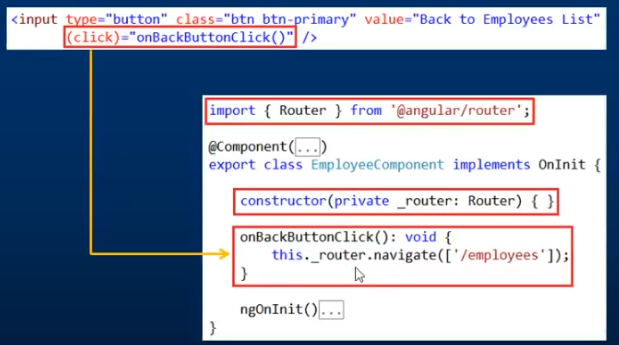 <input type="button" class="btn btn-primary" value="Back to Employees List"
(click)="onBackButtonClick()" />
import { Router } from '@angular/router';
@Component(...)
export class EmployeeComponent implements OnInit {
constructor(private _router: Router) { }
onBackButtonClick(): void {
this._router.navigate(['/employees']);
}
ngOnInit()...
}